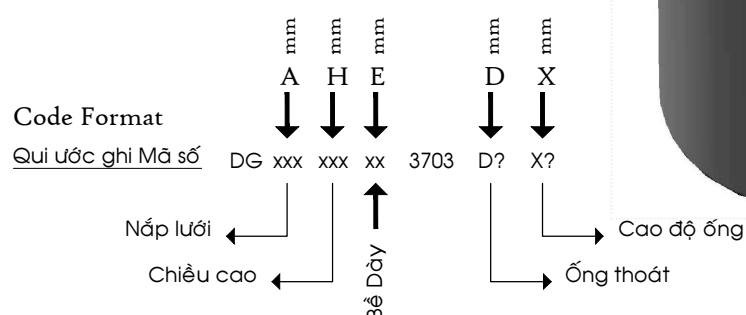 mm mm mm mm mm
A H E D X
Code Format
Qui ước ghi Mã số DG xxx xxx xx 3703 D? X?
Nắp lưới Cao độ ống
Chiều cao Ống thoát
Bề Dày